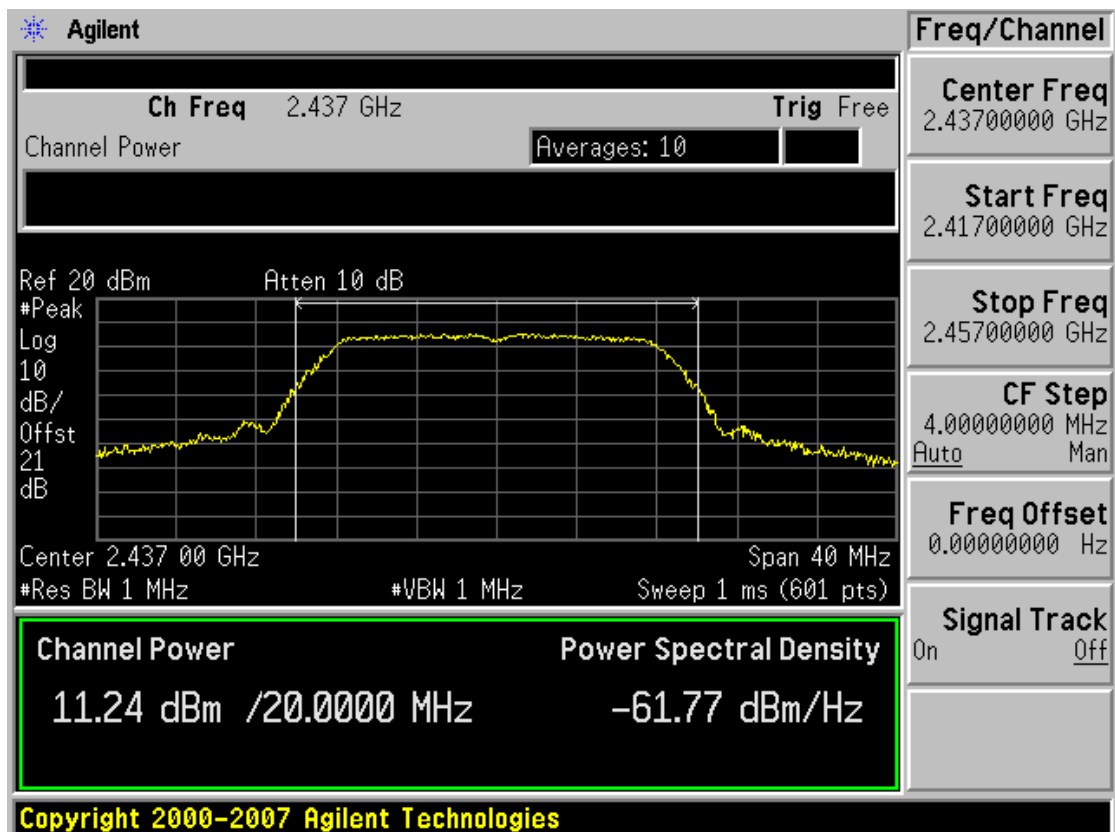 Agilent
Freq/Channel
Ch Freq 2.437 GHz Trig Free
Channel Power Averages: 10
Center Freq
2.43700000 GHz
Start Freq
2.41700000 GHz
Stop Freq
2.45700000 GHz
CF Step
4.00000000 MHz
Auto Man
Freq Offset
0.00000000 Hz
Signal Track
On Off
Ref 20 dBm Atten 10 dB
#Peak
Log
10
dB/
Offst
21
dB
Center 2.437 00 GHz Span 40 MHz
#Res BW 1 MHz #VBW 1 MHz Sweep 1 ms (601 pts)
Channel Power Power Spectral Density
11.24 dBm /20.0000 MHz -61.77 dBm/Hz
Copyright 2000-2007 Agilent Technologies